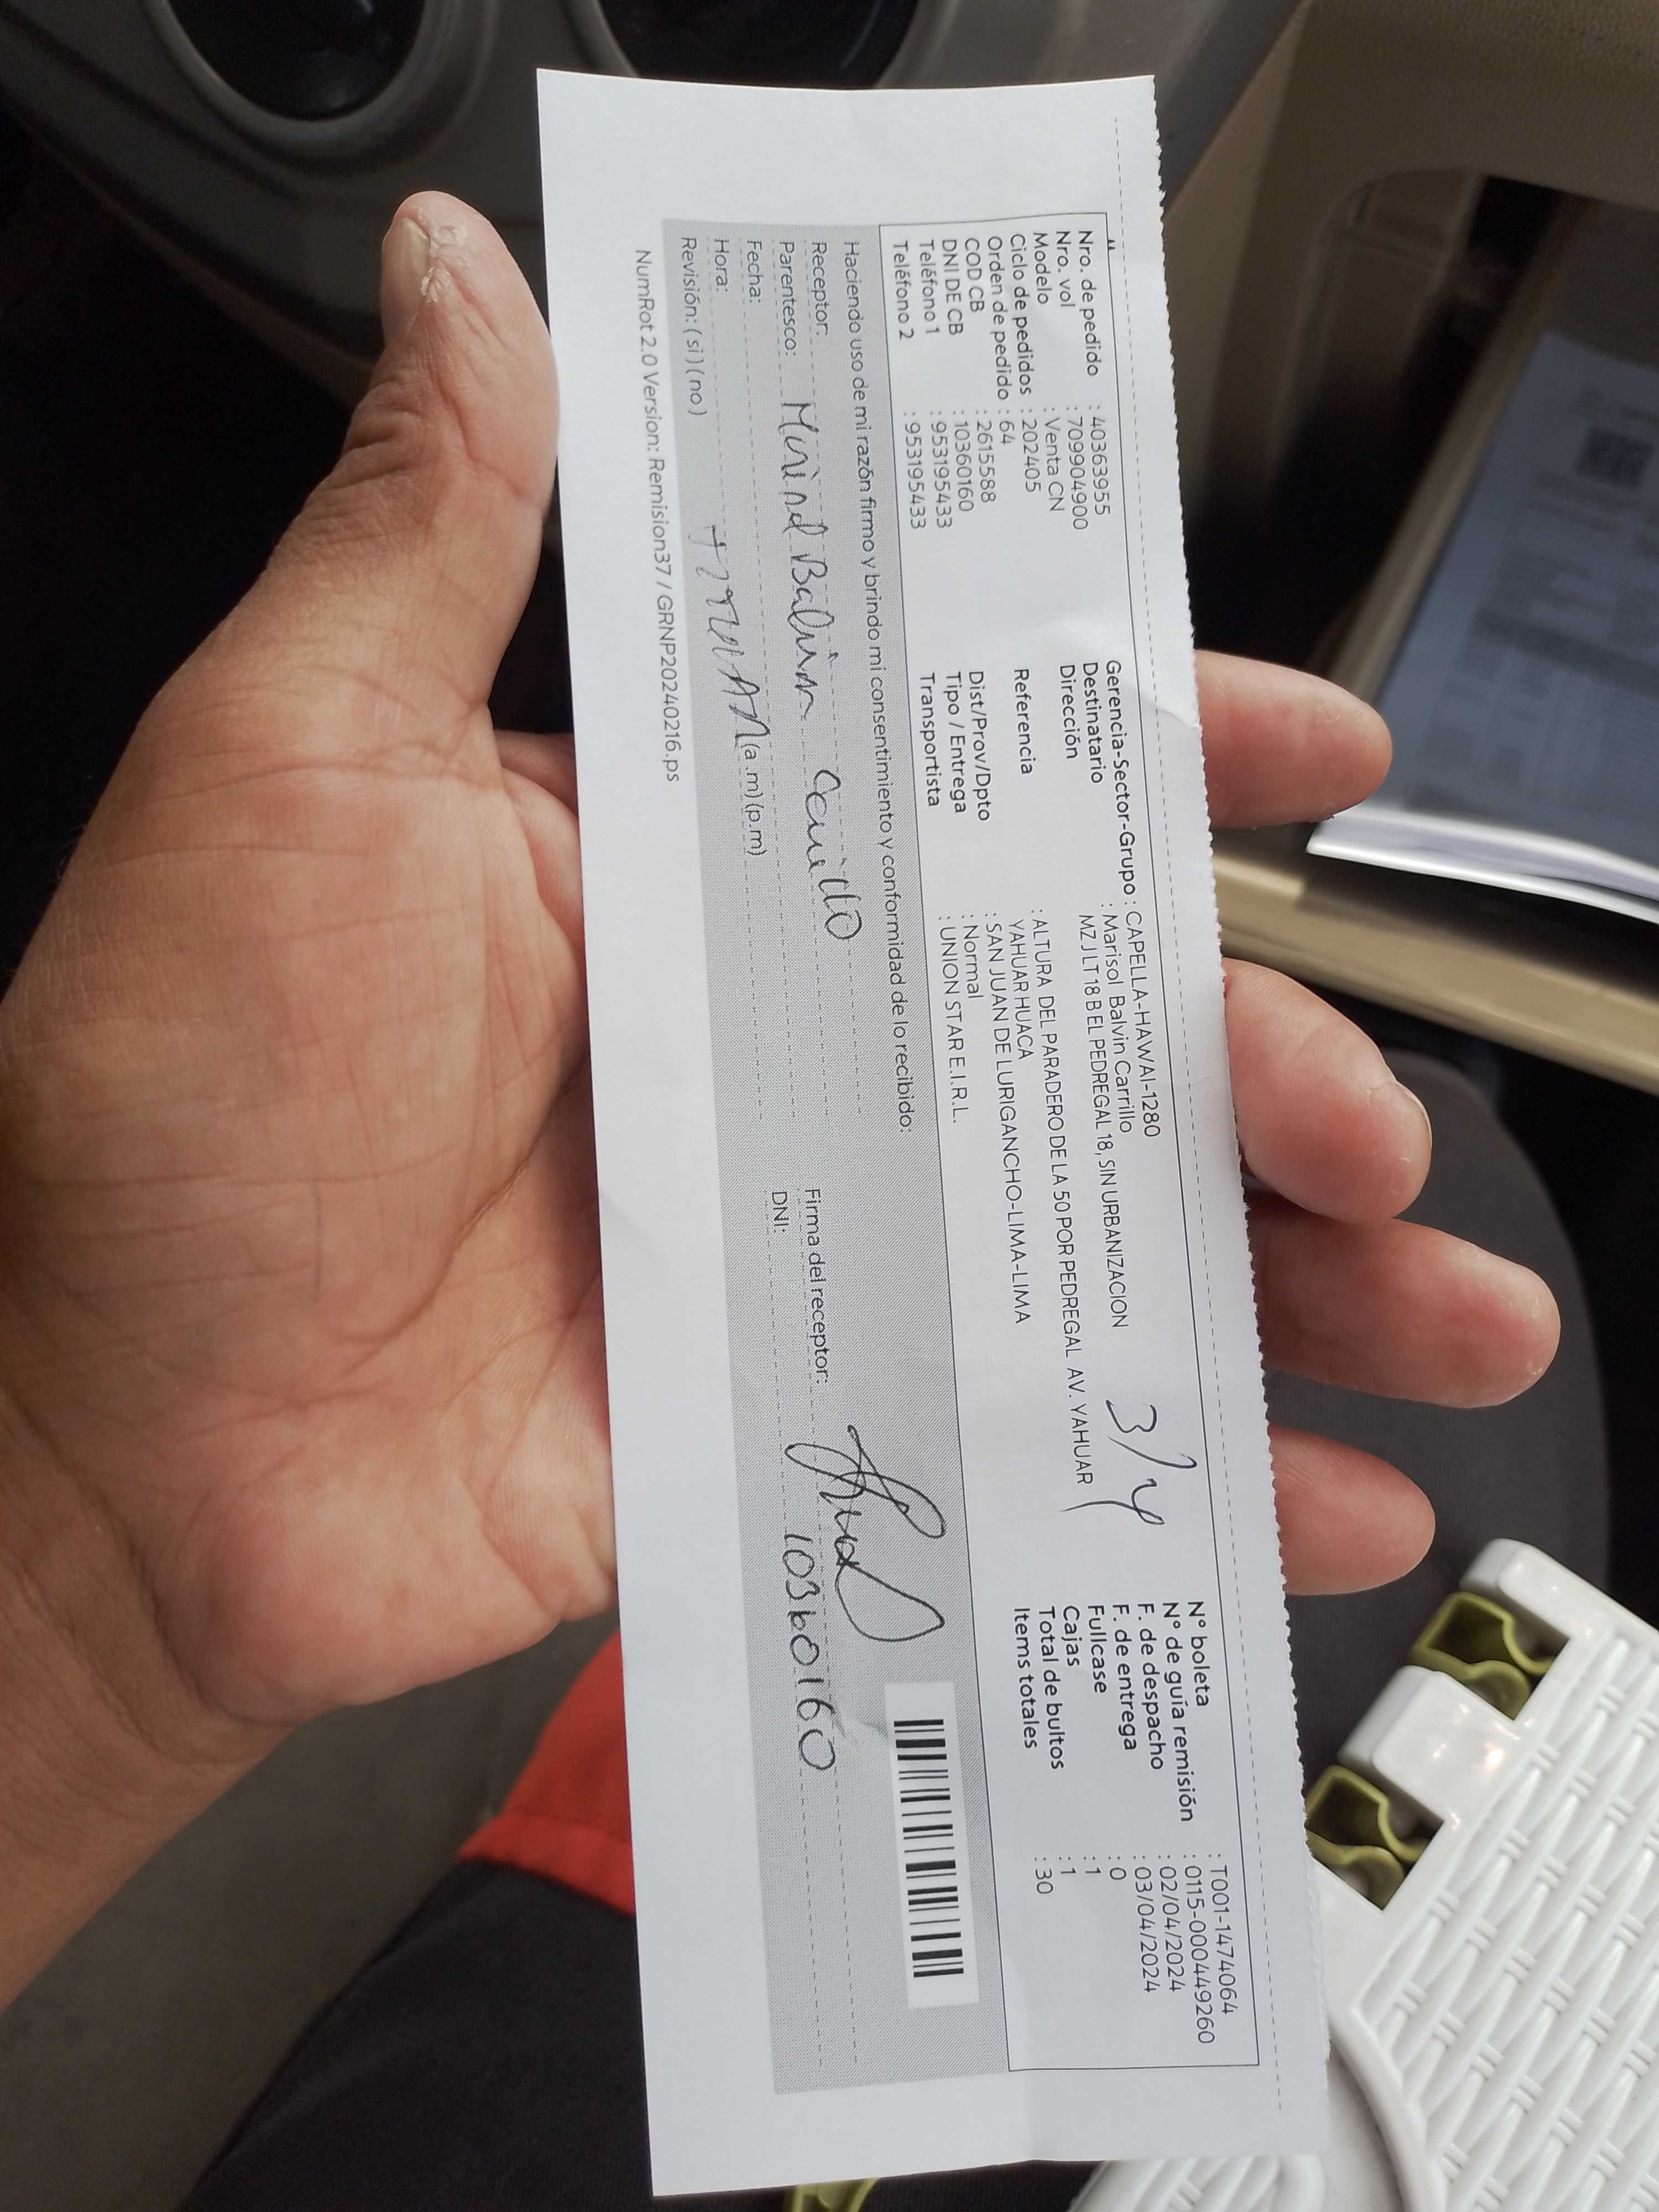 Nro. de pedido : 40363955
Nro. vol : 709904900
Modelo : Venta CN
Ciclo de pedidos : 202405
Orden de pedido : 64
COD CB : 2615588
DNI DE CB : 10360160
Teléfono 1 : 953195433
Teléfono 2 : 953195433
Gerencia-Sector-Grupo : CAPELLA-HAWAI-1280
Destinatario : Marisol Balvin Carrillo
Dirección MZ J LT 18 B EL PEDREGAL 18, SIN URBANIZACION
Referencia : ALTURA DEL PARADERO DE LA 50 POR PEDREGAL AV. YAHUAR
YAHUAR HUACA
Dist/Prov/Dpto : SAN JUAN DE LURIGANCHO-LIMA-LIMA
Tipo / Entrega : Normal
Transportista : UNION STAR E.I.R.L.
3/4
N° boleta : T001-1474064
N° de guía remisión : 0115-0004449260
F. de despacho : 02/04/2024
F. de entrega : 03/04/2024
Fullcase : 0
Cajas : 1
Total de bultos : 1
Items totales : 30
Haciendo uso de mi razón firmo y brindo mi consentimiento y conformidad de lo recibido:
Receptor: Balvin
Parentesco:
Fecha:
Hora: (a.m)(p.m)
Revisión: ( si ) ( no )
Firma del receptor:
DNI: 10360160
NumRot 2.0 Version: Remision37 / GRNP20240216.ps